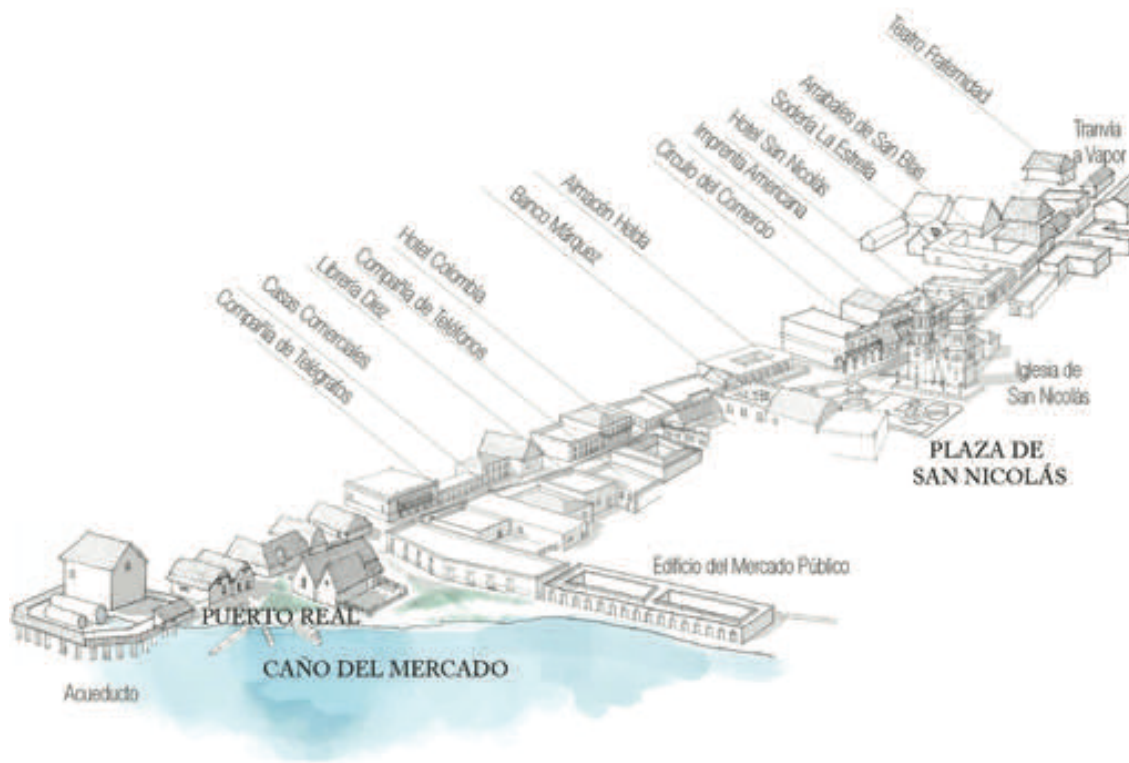 Teatro Fraternidad
Tranvía
a Vapor
Arrabales de San Blas
Sodería La Estrella
Hotel San Nicolás
Imprenta Americana
Círculo del Comercio
Armacén Helda
Banco Márquez
Hotel Colombia
Compañía de Teléfonos
Librería Diaz
Casas Comerciales
Compañía de Telégrafos
Iglesia de
San Nicolás
PLAZA DE
SAN NICOLÁS
Edificio del Mercado Público
PUERTO REAL
CAÑO DEL MERCADO
Acueducto